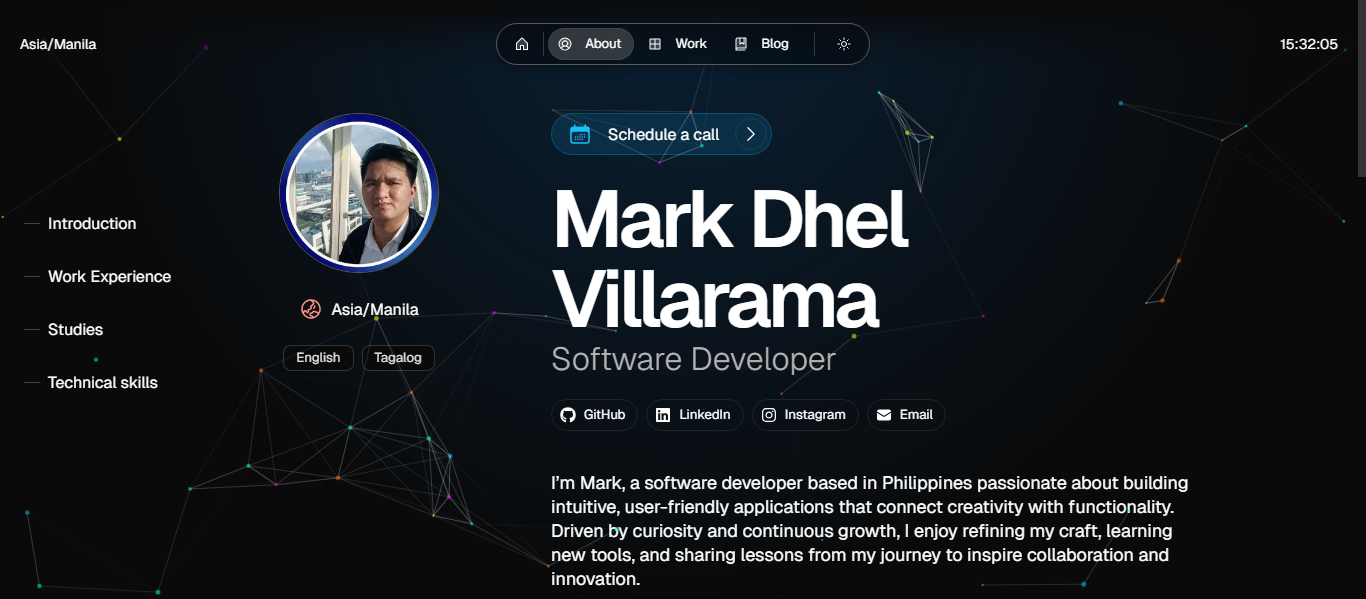 Asia/Manila
About
Work
Blog
15:32:05
Introduction
Work Experience
Studies
Technical skills
Asia/Manila
English
Tagalog
Schedule a call
Mark Dhel
Villarama
Software Developer
GitHub
LinkedIn
Instagram
Email
I’m Mark, a software developer based in Philippines passionate about building
intuitive, user-friendly applications that connect creativity with functionality.
Driven by curiosity and continuous growth, I enjoy refining my craft, learning
new tools, and sharing lessons from my journey to inspire collaboration and
innovation.